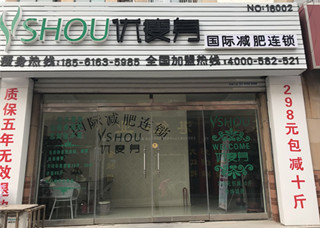 YSHOU 国际减肥连锁
瘦身热线:185-6163-5985 全国加盟热线:4000-582-521
质保五年无效退
国际减肥连锁
YSHOU
YSHOU
WELCOME
298元包减十斤